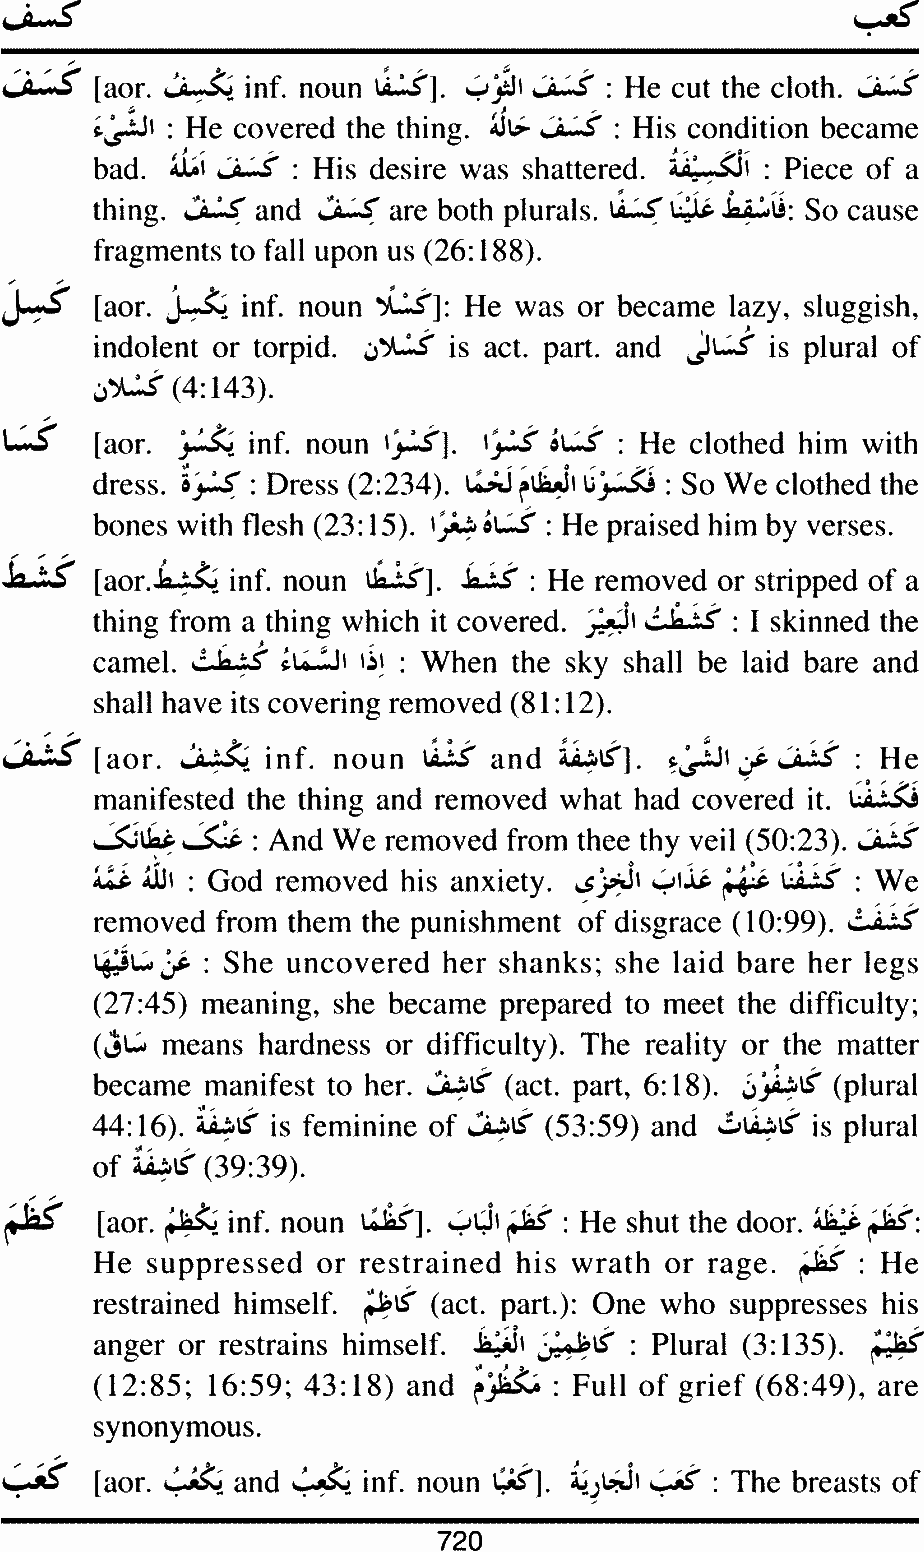 كسف كعب
كَسَفَ [aor. يَكْسِفُ inf. noun كَسْفًا]. كَسَفَ الثَّوْبَ : He cut the cloth. كَسَفَ
الشَّيْءَ : He covered the thing. كَسَفَ حَالُهٗ : His condition became
bad. كَسَفَ اَمَلُهٗ : His desire was shattered. اَلْكَسِيْفَةُ : Piece of a
thing. كِسْفٌ and كِسَفٌ are both plurals. فَاَسْقِطْ عَلَيْنَا كِسَفًا: So cause
fragments to fall upon us (26:188).
كَسِلَ [aor. يَكْسَلُ inf. noun كَسْلًا]: He was or became lazy, sluggish,
indolent or torpid. كَسْلَان is act. part. and كُسَالٰى is plural of
كَسْلَان (4:143).
كَسَا [aor. يَكْسُوْ inf. noun كَسْوًا]. كَسَاهُ كَسْوًا : He clothed him with
dress. كِسْوَةٌ : Dress (2:234). فَكَسَوْنَا الْعِظَامَ لَحْمًا : So We clothed the
bones with flesh (23:15). كَسَاهُ شِعْرًا : He praised him by verses.
كَشَطَ [aor.يَكْشِطُ inf. noun كَشْطًا]. كَشَطَ : He removed or stripped of a
thing from a thing which it covered. كَشَطْتُ الْبَعِيْرَ : I skinned the
camel. اِذَا السَّمَاءُ كُشِطَتْ : When the sky shall be laid bare and
shall have its covering removed (81:12).
كَشَفَ [aor. يَكْشِفُ inf. noun كَشْفًا and كَاشِفَةً]. كَشَفَ عَنِ الشَّيْءِ : He
manifested the thing and removed what had covered it. فَكَشَفْنَا
عَنْکَ غِطَائَکَ : And We removed from thee thy veil (50:23). كَشَفَ
اللّٰهُ غَمَّهٗ : God removed his anxiety. كَشَفْنَا عَنْهُمْ عَذَابَ الْخِزْیِ : We
removed from them the punishment of disgrace (10:99). كَشَفَتْ
عَنْ سَاقَيْهَا : She uncovered her shanks; she laid bare her legs
(27:45) meaning, she became prepared to meet the difficulty;
(سَاقٌ means hardness or difficulty). The reality or the matter
became manifest to her. كَاشِفٌ (act. part, 6:18). كَاشِفُوْنَ (plural
44:16). كَاشِفَةٌ is feminine of كَاشِفٌ (53:59) and كَاشِفَاتٌ is plural
of كَاشِفَةٌ (39:39).
كَظَمَ [aor. يَكْظِمُ inf. noun كَظْمًا]. كَظَمَ الْبَابَ : He shut the door. كَظَمَ غَيْظَهٗ:
He suppressed or restrained his wrath or rage. كَظَمَ : He
restrained himself. كَاظِمٌ (act. part.): One who suppresses his
anger or restrains himself. كَاظِمِيْنَ الْغَيْظَ : Plural (3:135). كَظِيْمٌ
(12:85; 16:59; 43:18) and مَكْظُوْمٌ : Full of grief (68:49), are
synonymous.
كَعَبَ [aor. يَكْعُبُ and يَكْعِبُ inf. noun كَعْبًا]. كَعَبَ الْجَارِيَةُ : The breasts of
720